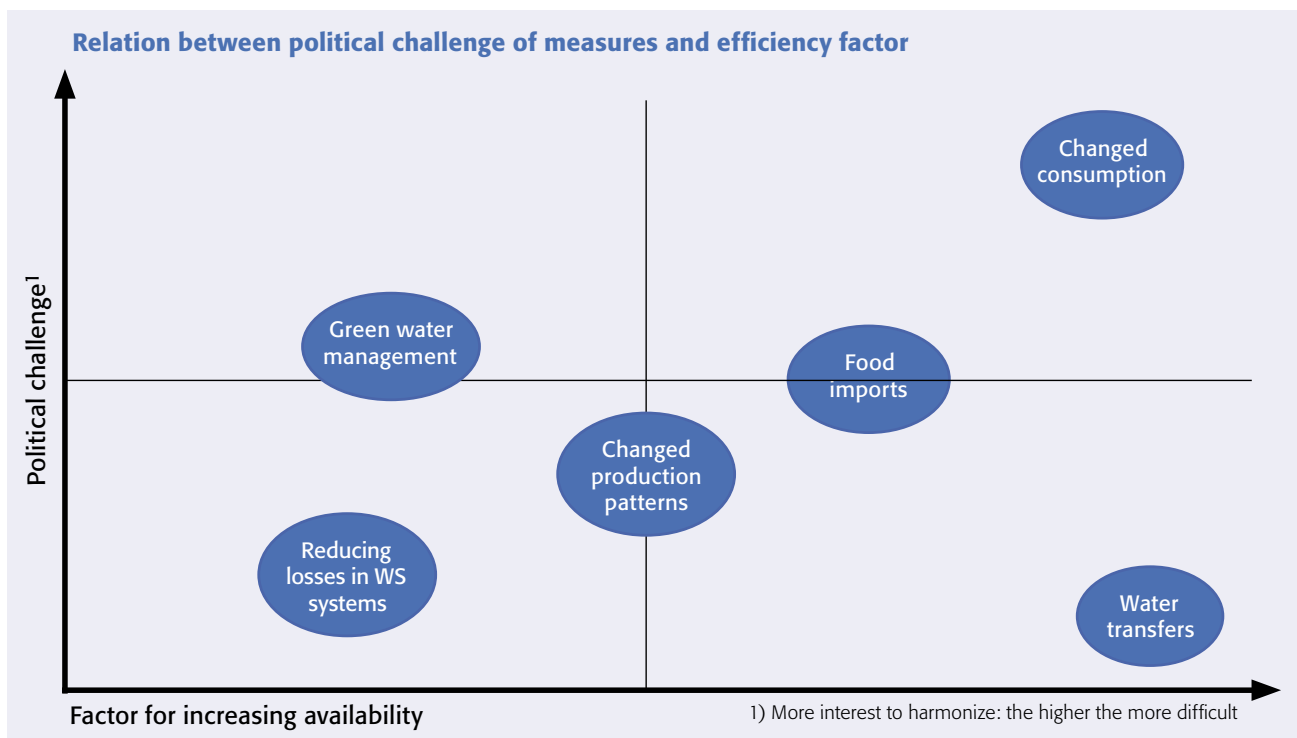 Relation between political challenge of measures and efficiency factor
Changed
consumption
Green water
management
Food
imports
Political challenge¹
Changed
production
patterns
Reducing
losses in WS
systems
Water
transfers
Factor for increasing availability
1) More interest to harmonize: the higher the more difficult